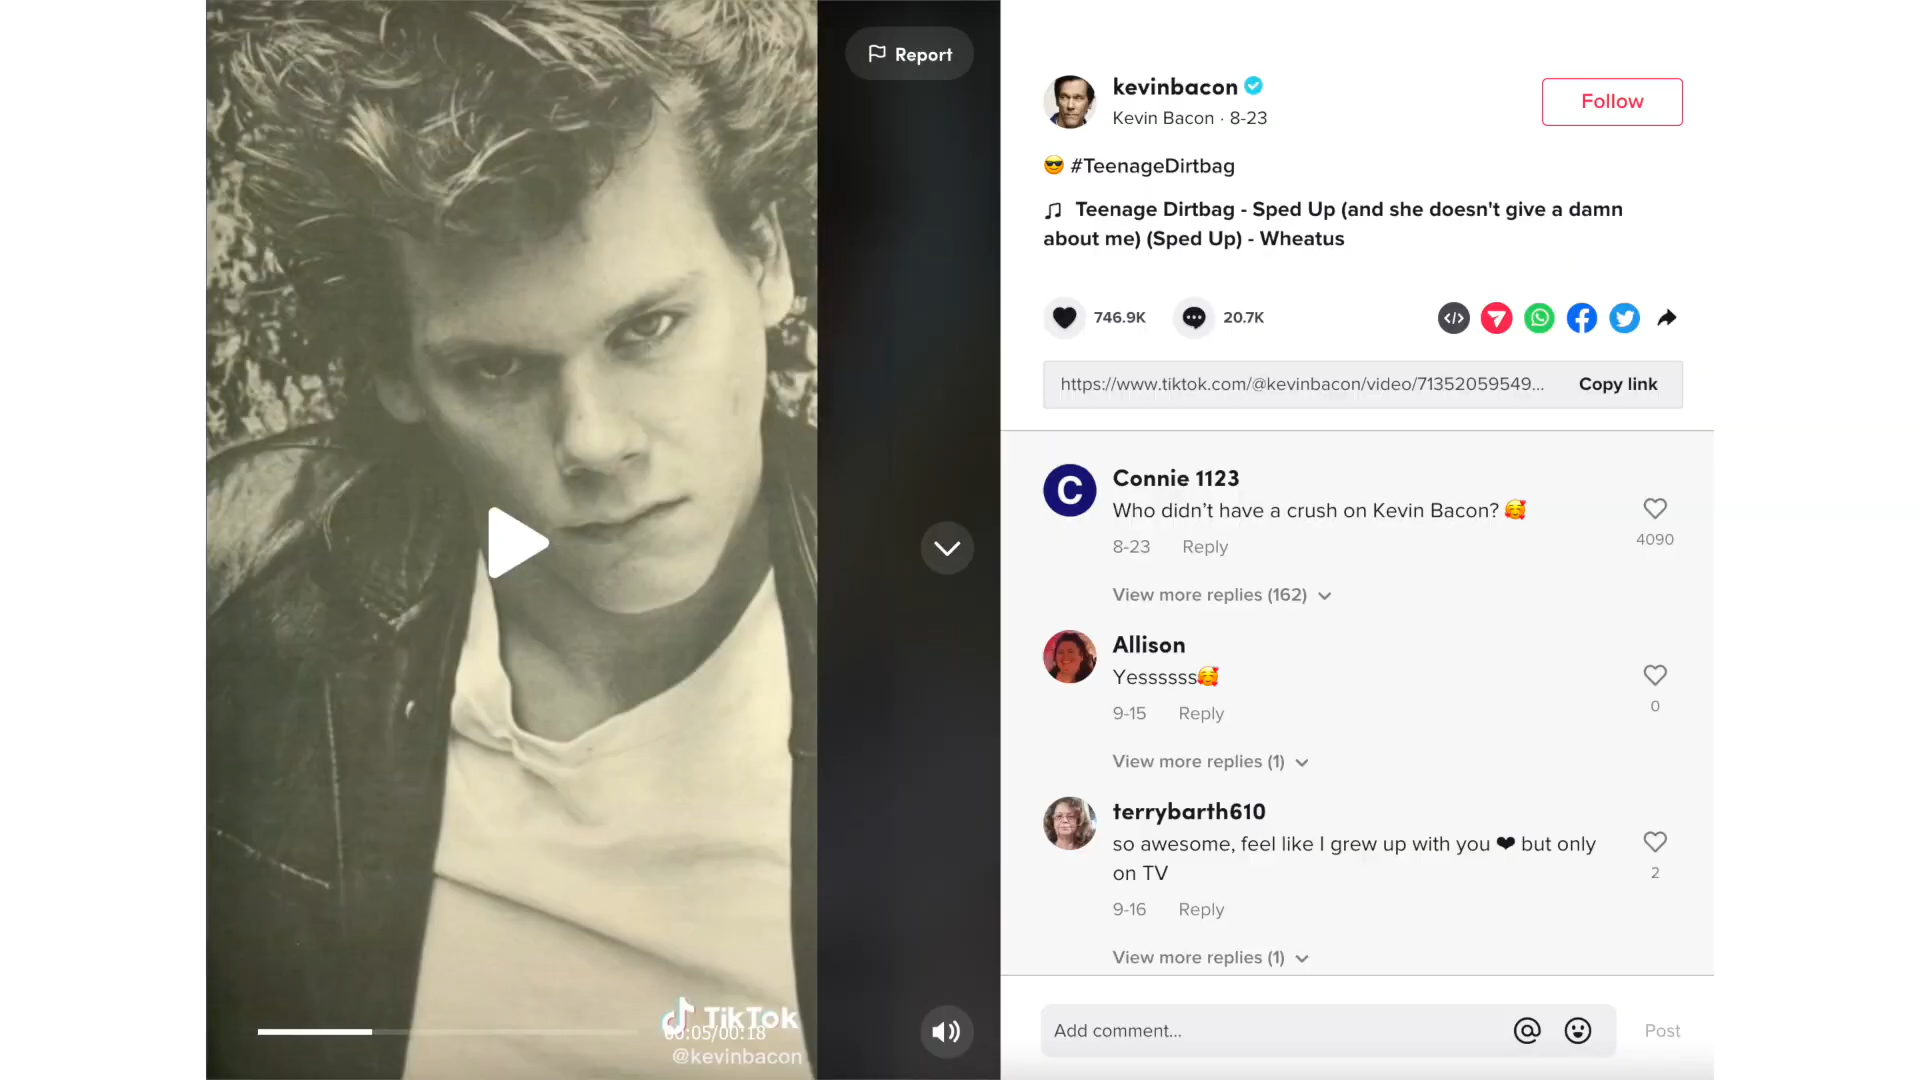 Report
kevinbacon
Kevin Bacon · 8-23
Follow
😎 #TeenageDirtbag
Teenage Dirtbag - Sped Up (and she doesn't give a damn
about me) (Sped Up) - Wheatus
746.9K
20.7K
</>
https://www.tiktok.com/@kevinbacon/video/71352059549...
Copy link
C
Connie 1123
Who didn’t have a crush on Kevin Bacon? 🥰
4090
8-23 Reply
View more replies (162)
Allison
Yessssss🥰
0
9-15 Reply
View more replies (1)
terrybarth610
so awesome, feel like I grew up with you ❤ but only
on TV
2
9-16 Reply
View more replies (1)
TikTok
00:05/00:18
@kevinbacon
Add comment...
@
Post